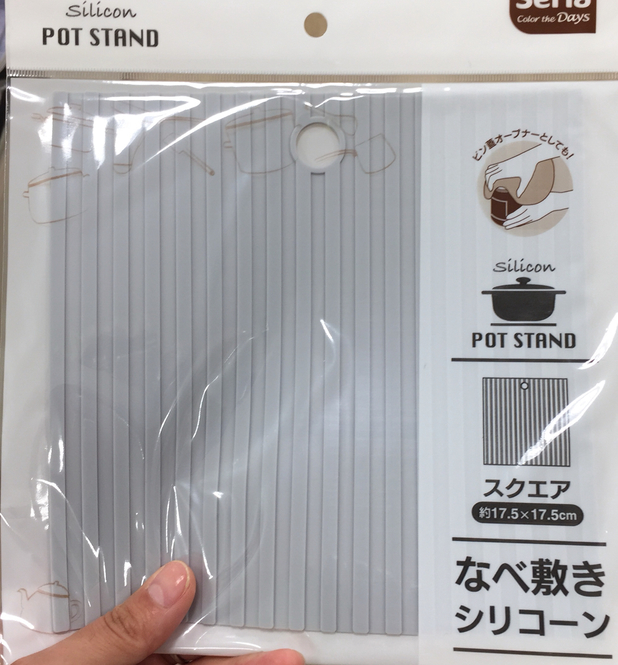 Silicon
POT STAND
Seria
Color the Days
ビン蓋オープナーとしても!
Silicon
POT STAND
スクエア
約17.5×17.5cm
なべ敷き
シリコーン